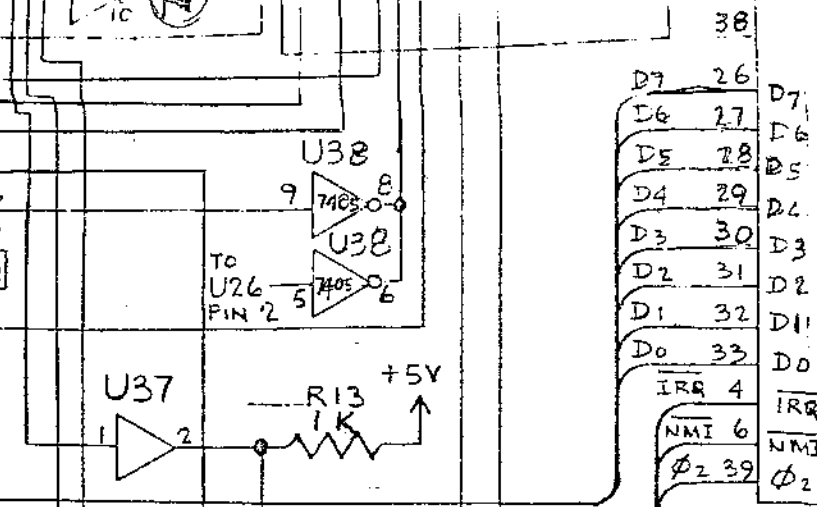 IC
38
D7 26 D7
D6 27 D6
D5 28 D5
D4 29
D3 30 D3
D2 31 D2
D1 32 D1
D0 33 D0
IRQ 4 IRQ
NMI 6 NMI
Φ2 39 Φ2
U38
9 7405 8
U38
TO
U26
PIN 2
5 7405 6
U37
1 2
R13
1K
+5V